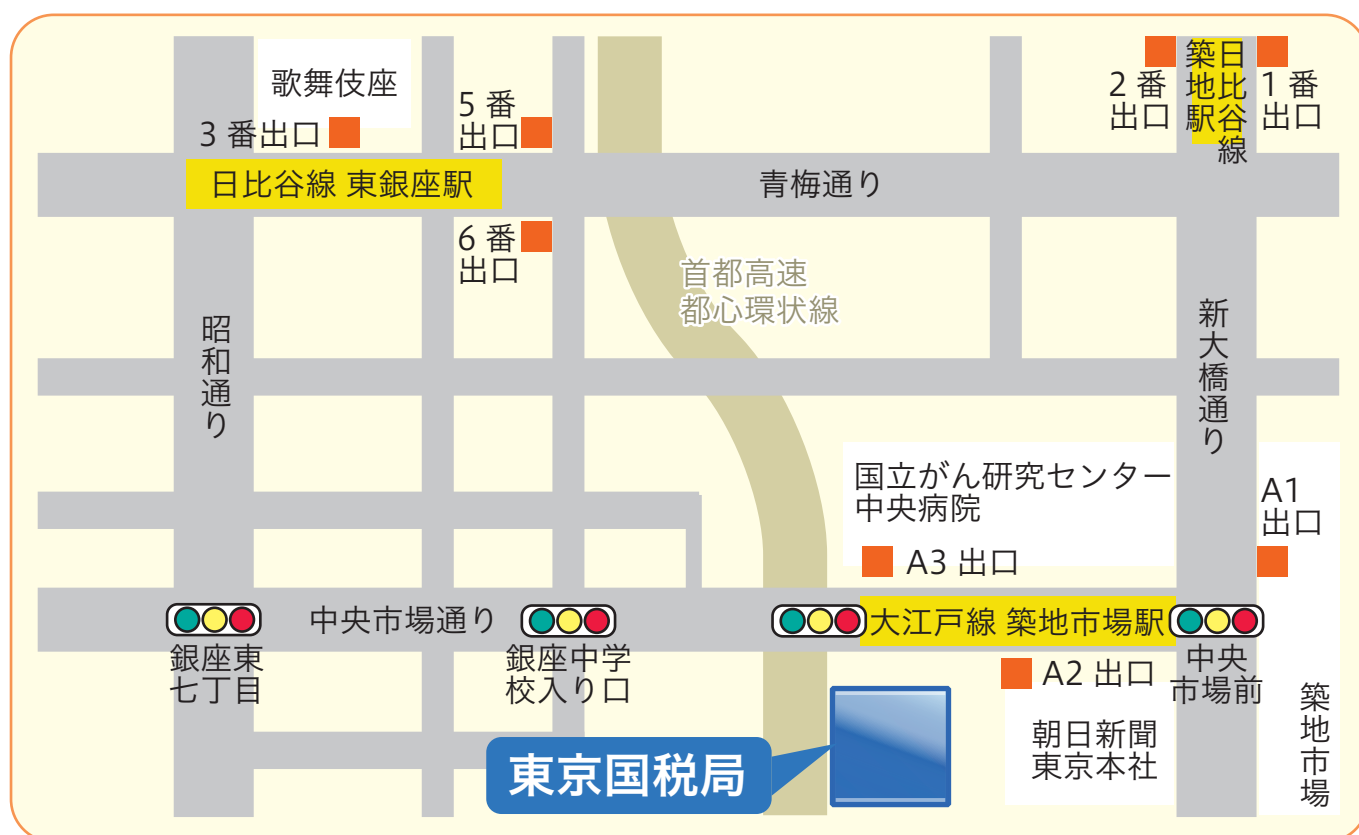 歌舞伎座
3 番出口
5 番
出口
日比谷線 東銀座駅
6 番
出口
青梅通り
2 番
出口
日比谷線
築地駅
1 番
出口
首都高速
都心環状線
昭和通り
新大橋通り
国立がん研究センター
中央病院
A3 出口
A1
出口
中央市場通り
大江戸線 築地市場駅
銀座東
七丁目
銀座中学
校入り口
A2 出口
中央
市場前
朝日新聞
東京本社
築地市場
東京国税局